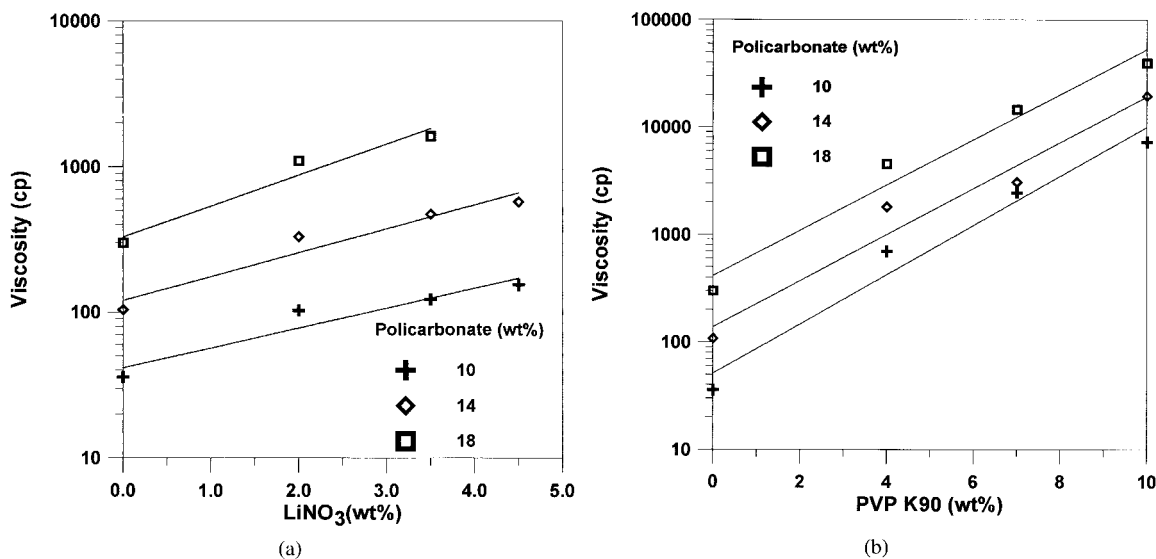 10000
1000
100
10
Viscosity (cp)
0.0 1.0 2.0 3.0 4.0 5.0
LiNO3(wt%)
Policarbonate (wt%)
10
14
18
(a)
100000
10000
1000
100
10
Viscosity (cp)
Policarbonate (wt%)
10
14
18
0 2 4 6 8 10
PVP K90 (wt%)
(b)